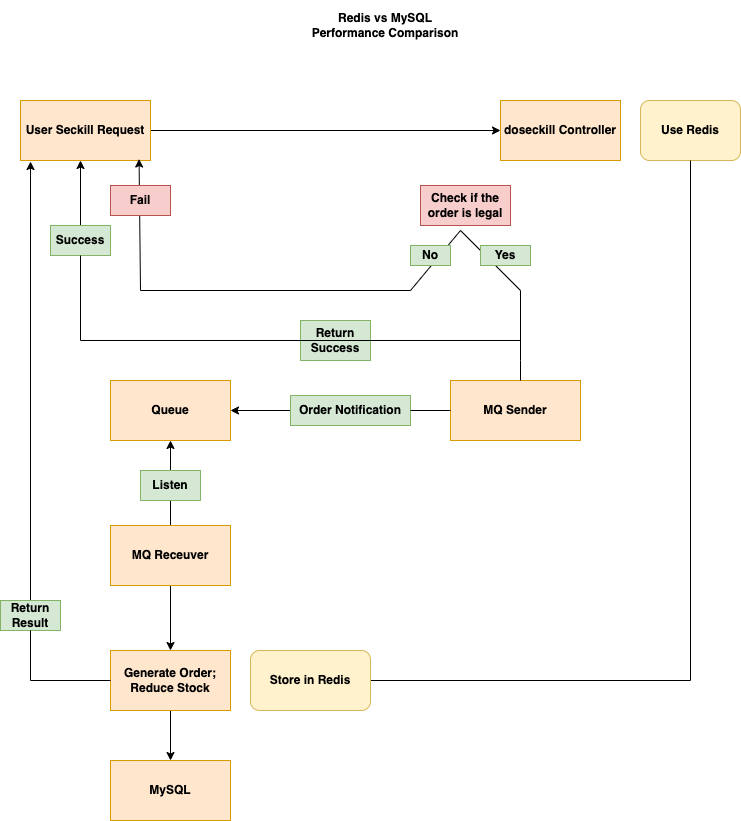 Redis vs MySQL
Performance Comparison
User Seckill Request
doseckill Controller
Use Redis
Fail
Check if the
order is legal
Success
No
Yes
Return
Success
Queue
Order Notification
MQ Sender
Listen
MQ Receuver
Return
Result
Generate Order;
Reduce Stock
Store in Redis
MySQL